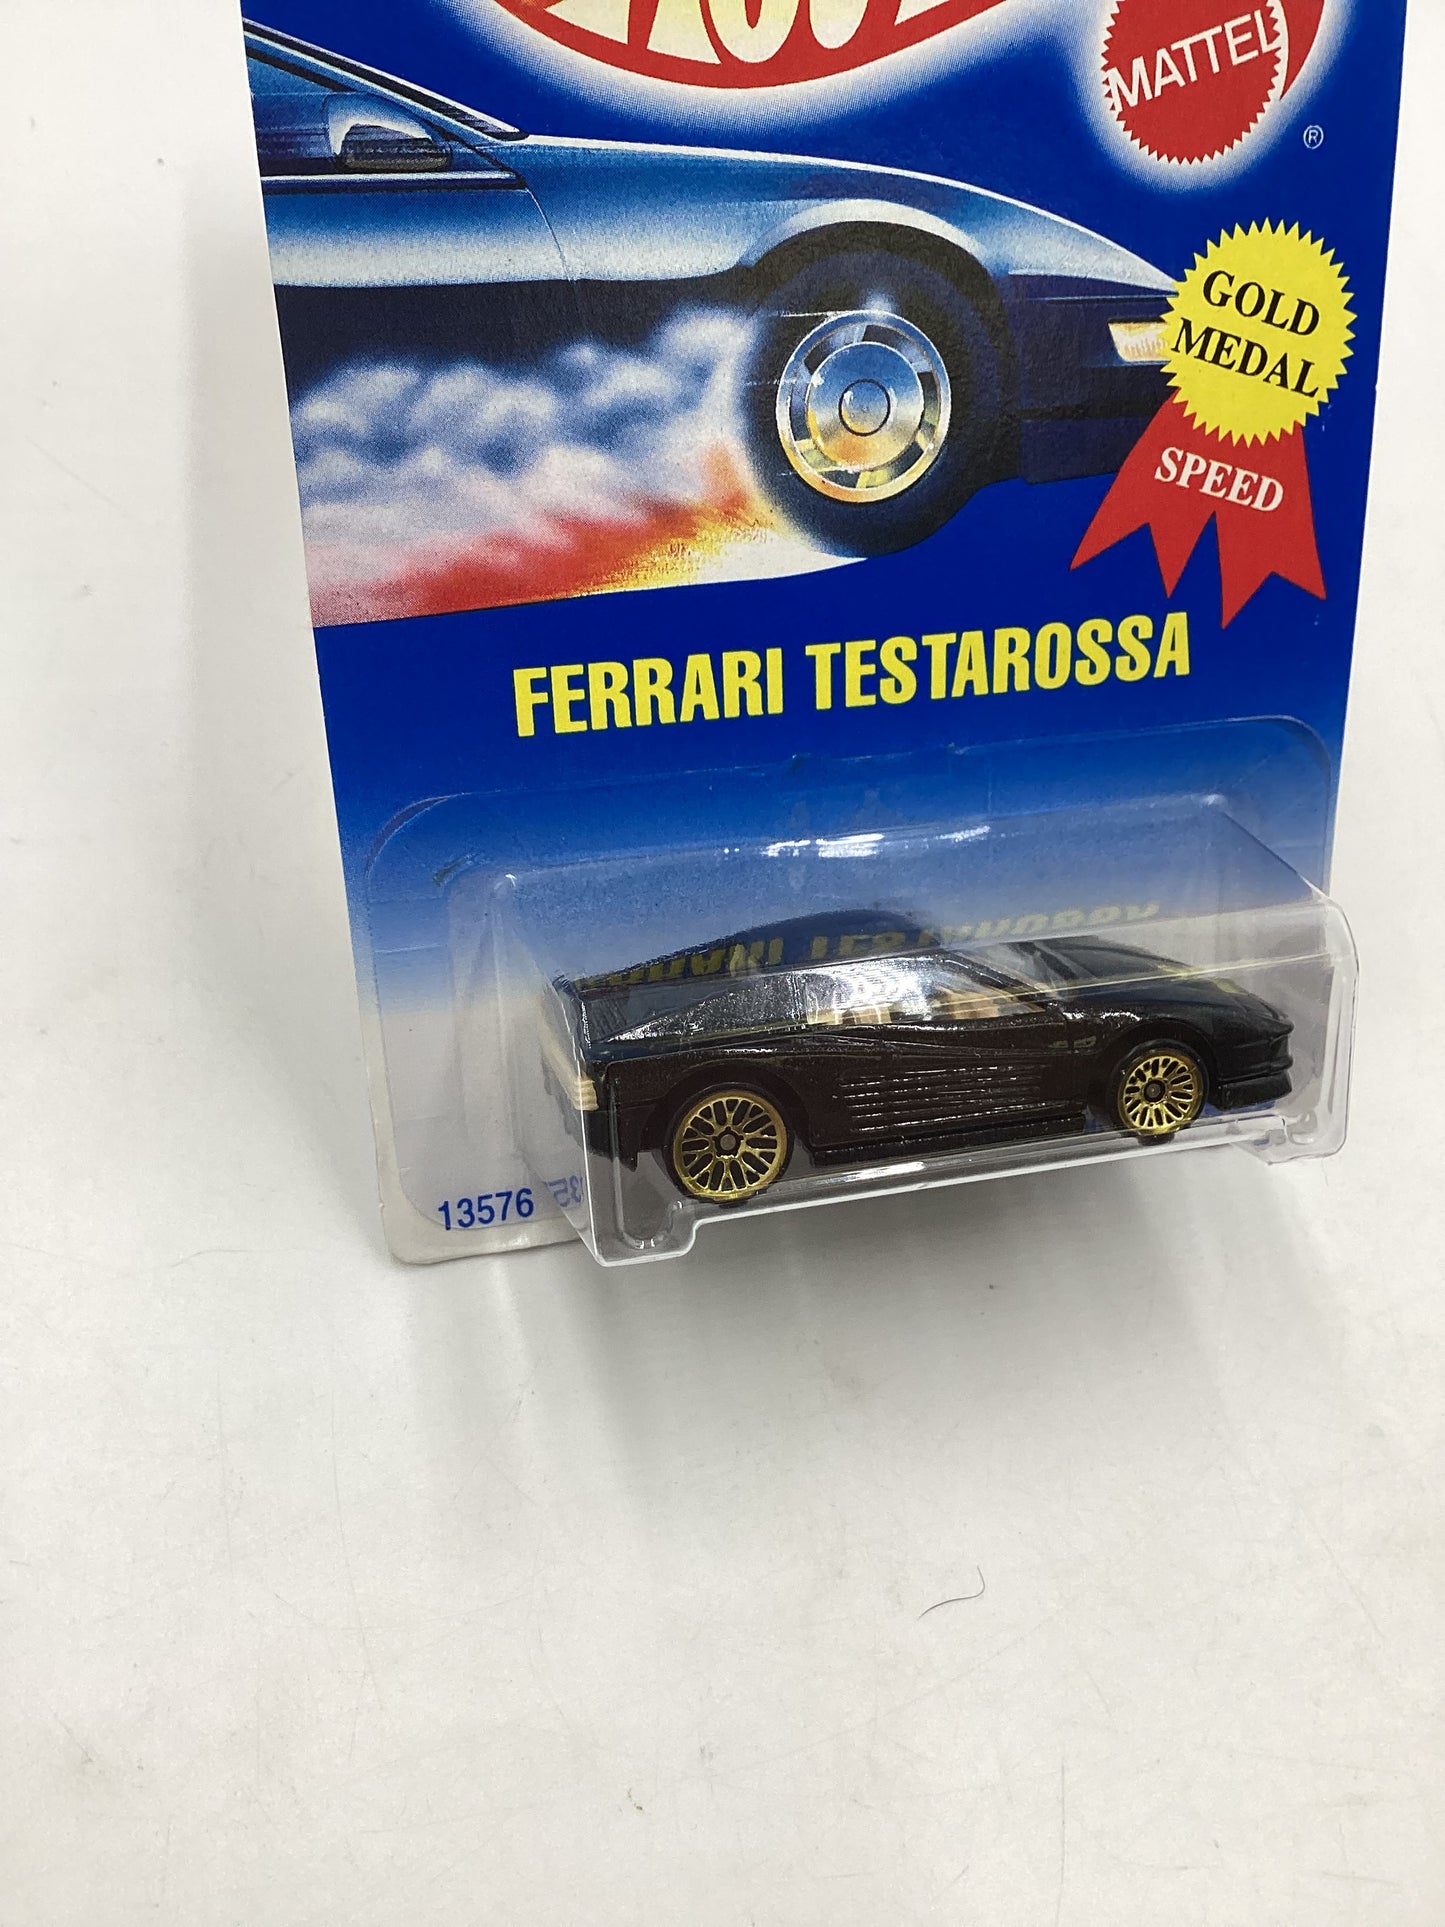 MATTEL
®
GOLD
MEDAL
SPEED
FERRARI TESTAROSSA
13576